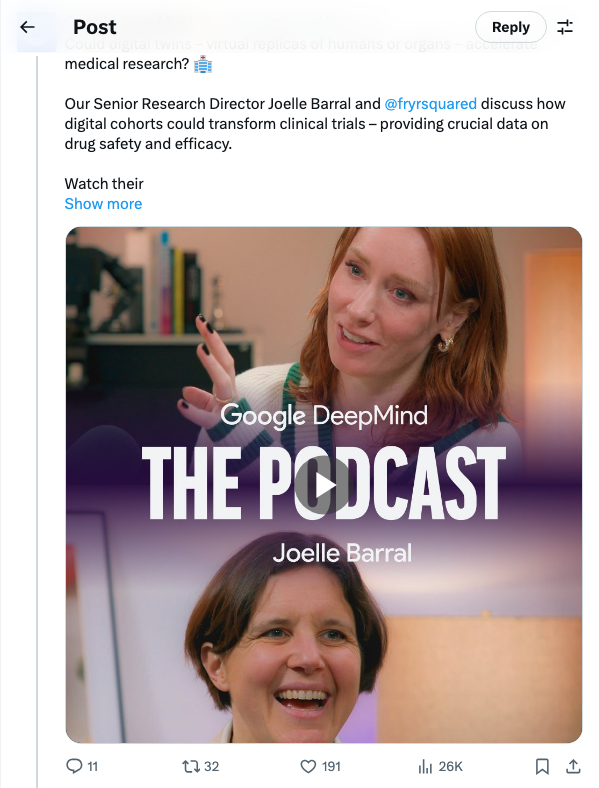 Post
Reply
Could digital twins – virtual replicas of humans or organs – accelerate
medical research? 🏥
Our Senior Research Director Joelle Barral and @fryrsquared discuss how
digital cohorts could transform clinical trials – providing crucial data on
drug safety and efficacy.
Watch their
Show more
Google DeepMind
THE PODCAST
Joelle Barral
11
32
191
26K